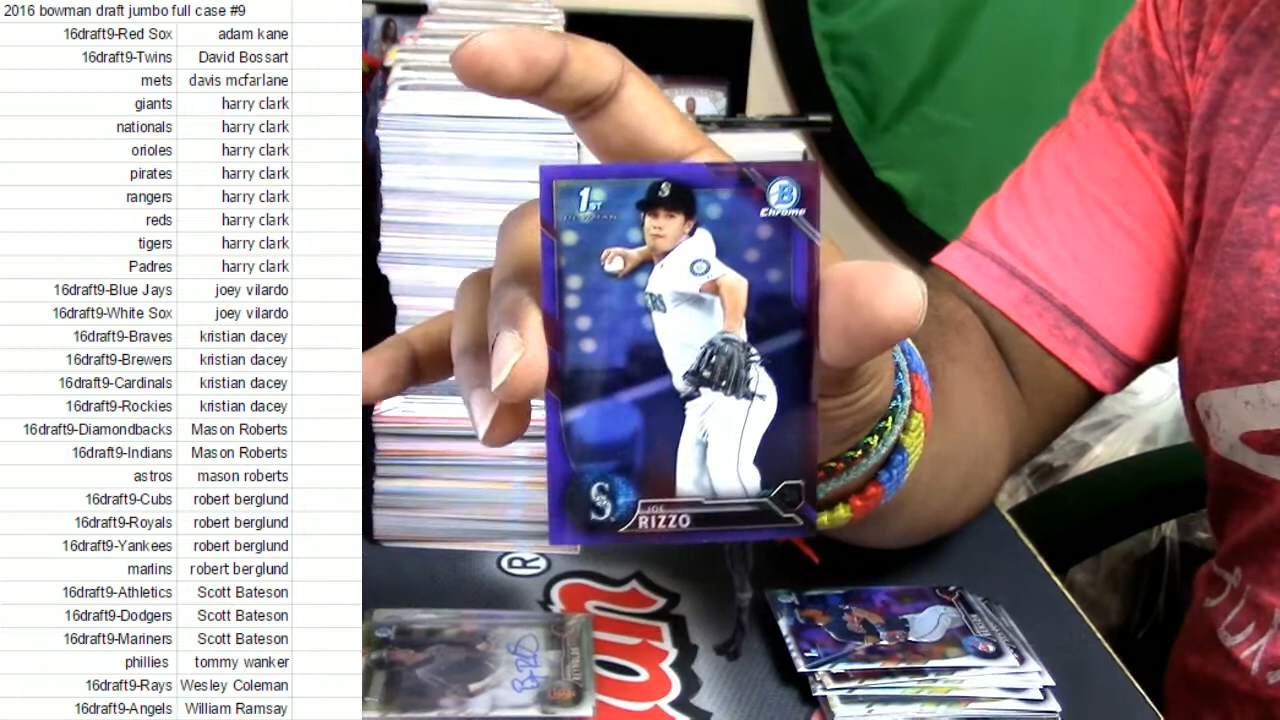 2016 bowman draft jumbo full case #9
16draft9-Red Sox adam kane
16draft9-Twins David Bossart
mets davis mcfarlane
giants harry clark
nationals harry clark
orioles harry clark
pirates harry clark
rangers harry clark
reds harry clark
tigers harry clark
Padres harry clark
16draft9-Blue Jays joey vilardo
16draft9-White Sox joey vilardo
16draft9-Braves kristian dacey
16draft9-Brewers kristian dacey
16draft9-Cardinals kristian dacey
16draft9-Rockies kristian dacey
16draft9-Diamondbacks Mason Roberts
16draft9-Indians Mason Roberts
astros mason roberts
16draft9-Cubs robert berglund
16draft9-Royals robert berglund
16draft9-Yankees robert berglund
marlins robert berglund
16draft9-Athletics Scott Bateson
16draft9-Dodgers Scott Bateson
16draft9-Mariners Scott Bateson
phillies tommy wanker
16draft9-Rays Wesley Coleman
16draft9-Angels William Ramsay
1ST
BOWMAN
B
Chrome
S
S
JOE
RIZZO
®